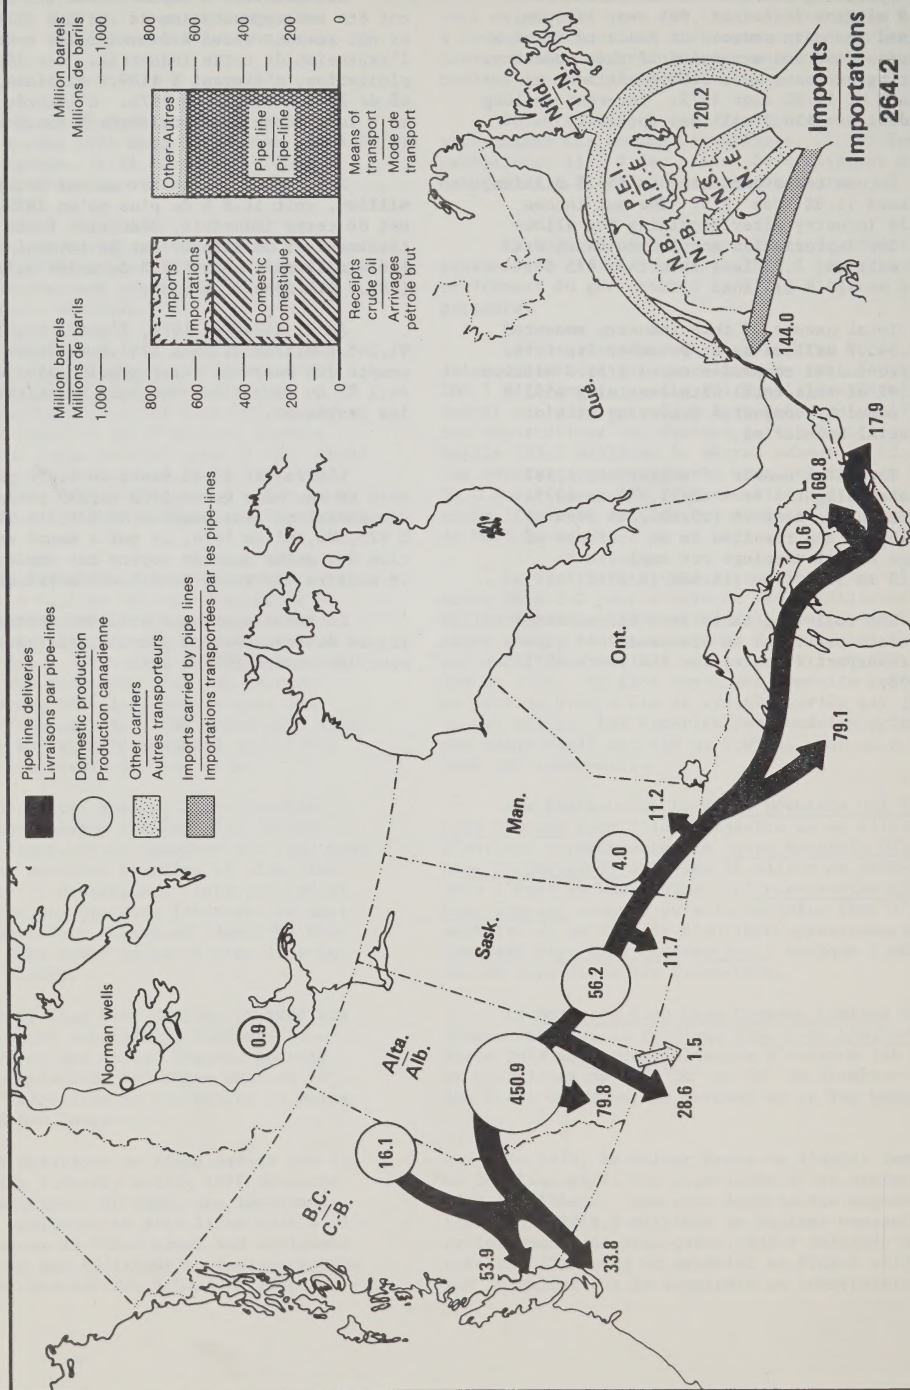 Pipe line deliveries
Livraisons par pipe-lines
Domestic production
Production canadienne
Other carriers
Autres transporteurs
Imports carried by pipe lines
Importations transportées par les pipe-lines
Million barrels
Millions de barils
1,000
800
600
400
200
0
Imports
Importations
Domestic
Domestique
Receipts
crude oil
Arrivages
pétrole brut
Million barrels
Millions de barils
1,000
800
600
400
200
0
Other-Autres
Pipe line
Pipe-line
Means of
transport
Mode de
transport
Norman wells
0.9
B.C.
C.-B.
16.1
53.9
33.8
Alta.
Alb.
450.9
79.8
28.6
1.5
Sask.
56.2
11.7
Man.
4.0
11.2
79.1
Ont.
0.6
169.8
17.9
Qué.
144.0
Nfld.
T.-N.
P.E.I.
Î.-P.-É.
N.B.
N.-B.
N.S.
N.-É.
120.2
Imports
Importations
264.2